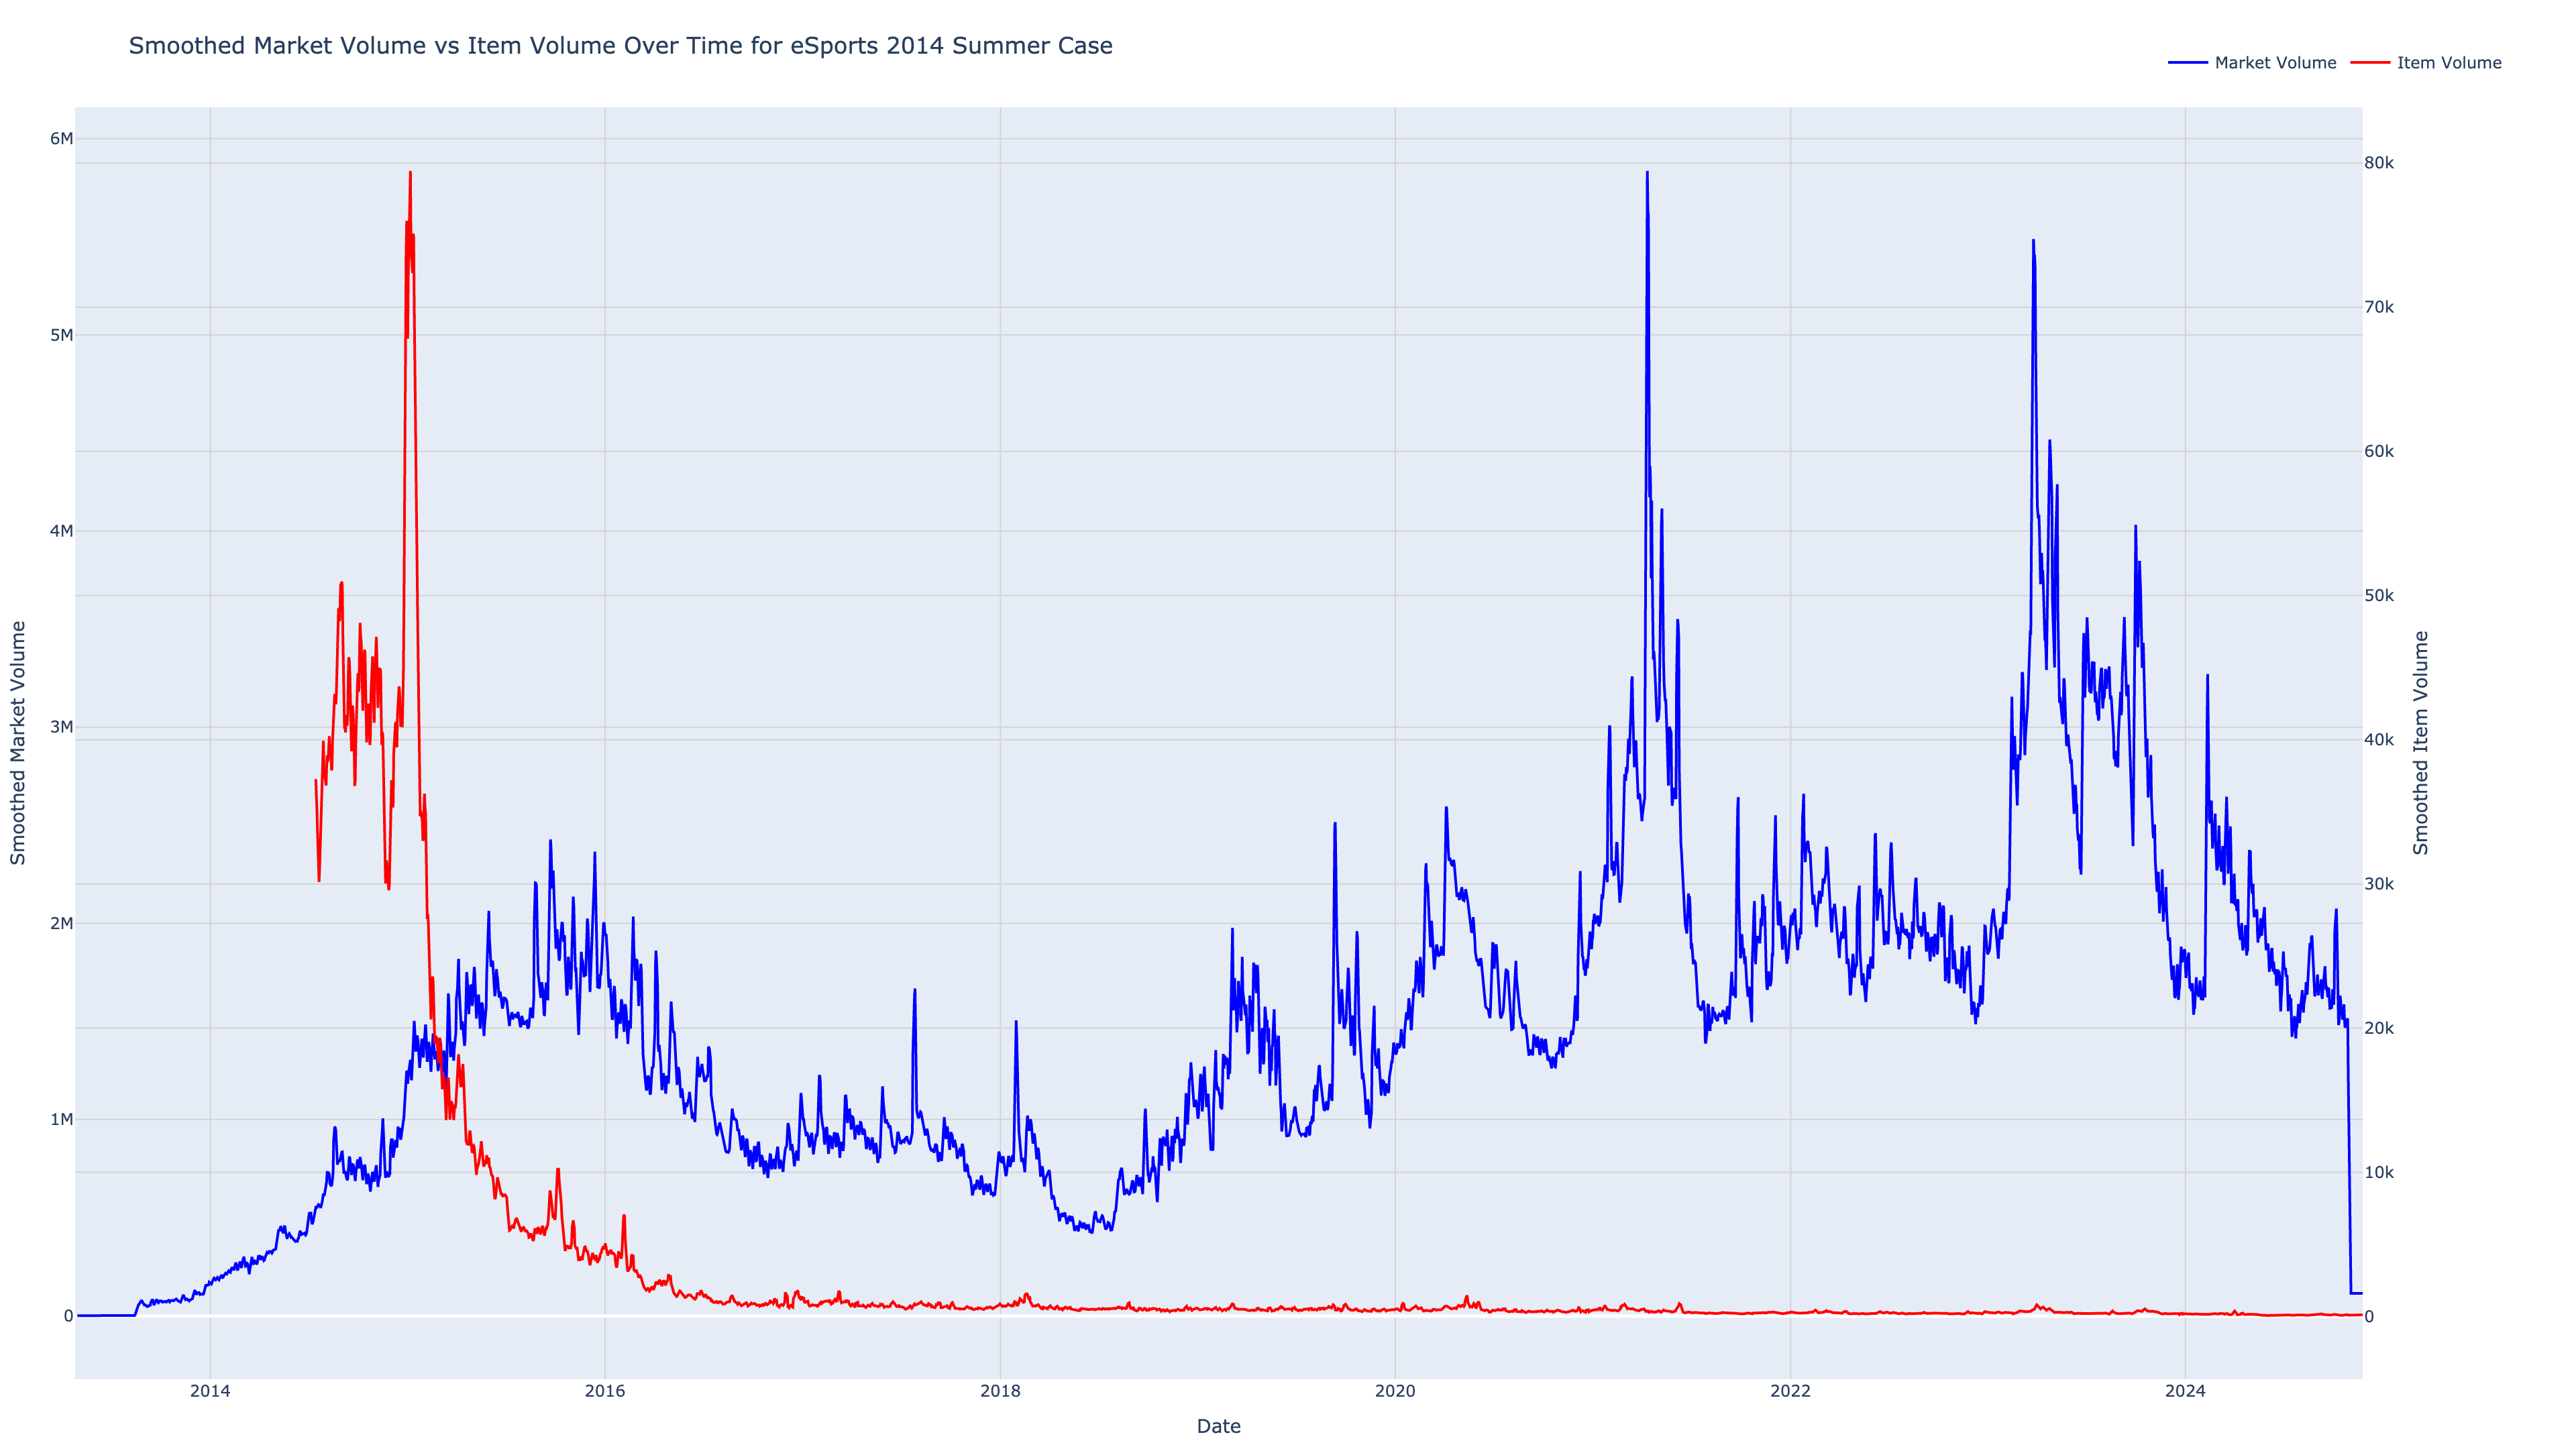 Smoothed Market Volume vs Item Volume Over Time for eSports 2014 Summer Case
Market Volume
Item Volume
6M
5M
4M
3M
2M
1M
0
Smoothed Market Volume
80k
70k
60k
50k
40k
30k
20k
10k
0
Smoothed Item Volume
2014
2016
2018
2020
2022
2024
Date